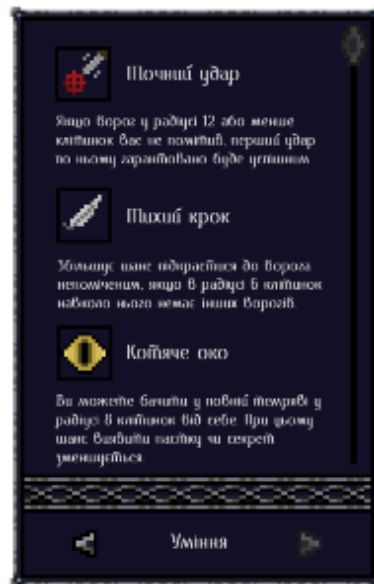 Точний удар
Якщо ворог у радіусі 12 або менше
клітинок вас не помітив, перший удар
по ньому гарантовано буде успішним
Тихий крок
Збільшує шанс підкрастися до ворога
непоміченим, якщо в радіусі 6 клітинок
навколо нього немає інших ворогів.
Котяче око
Ви можете бачити у повній темряві у
радіусі 8 клітинок від себе. При цьому
шанс виявити пастку чи секрет
зменшується.
Уміння